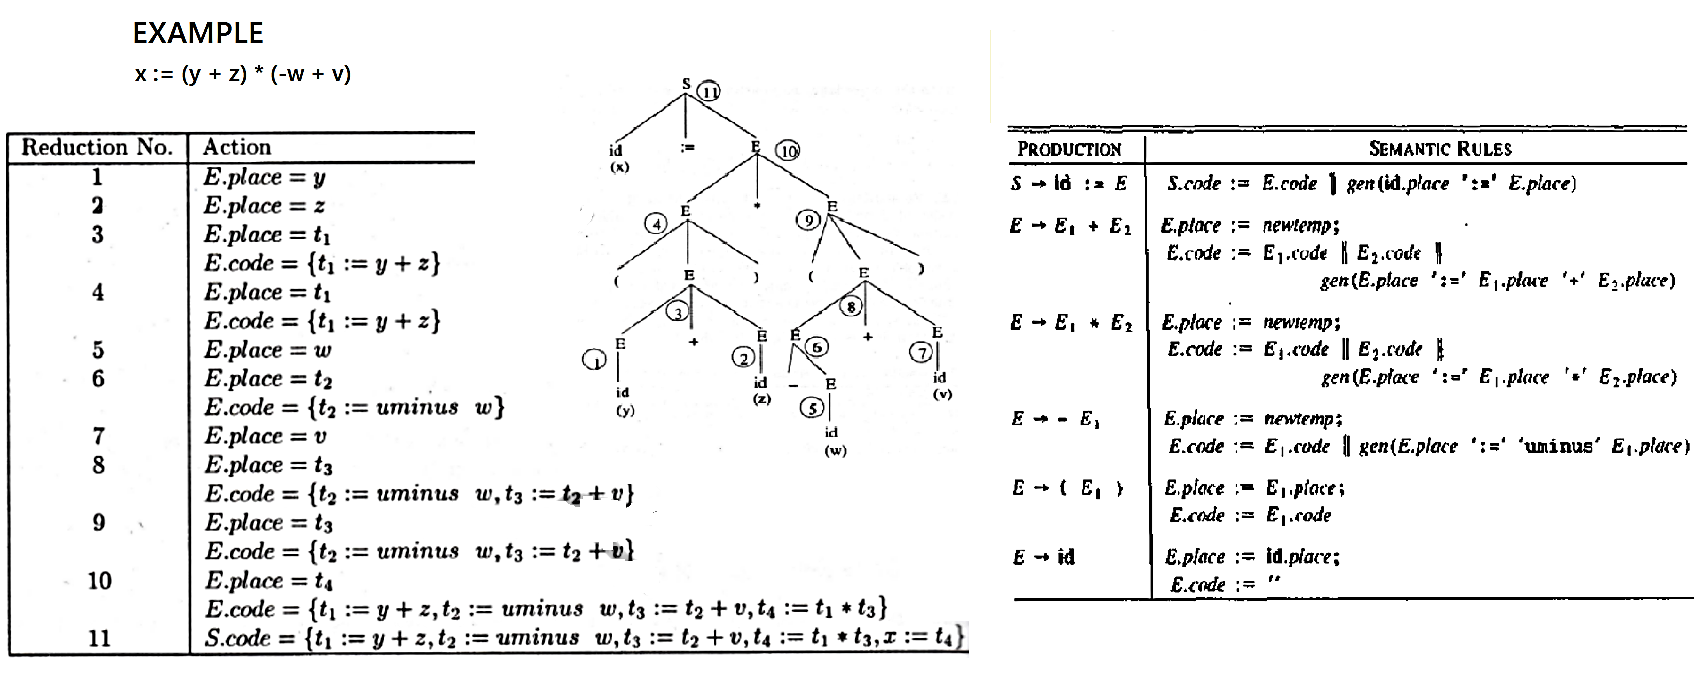 EXAMPLE
x := (y + z) * (-w + v)
Reduction No. Action
1 E.place = y
2 E.place = z
3 E.place = t₁
E.code = {t₁ := y + z}
4 E.place = t₁
E.code = {t₁ := y + z}
5 E.place = w
6 E.place = t₂
E.code = {t₂ := uminus w}
7 E.place = v
8 E.place = t₃
E.code = {t₂ := uminus w, t₃ := t₂ + v}
9 E.place = t₃
E.code = {t₂ := uminus w, t₃ := t₂ + v}
10 E.place = t₄
E.code = {t₁ := y + z, t₂ := uminus w, t₃ := t₂ + v, t₄ := t₁ * t₃}
11 S.code = {t₁ := y + z, t₂ := uminus w, t₃ := t₂ + v, t₄ := t₁ * t₃, x := t₄}
S 11
id := E 10
(x)
4 E * 9 E
( E ) ( E )
3 8
1 E + 2 E E 6 + 7 E
id id - E id
(y) (z) 5 (v)
id
(w)
PRODUCTION SEMANTIC RULES
S → id := E S.code := E.code || gen(id.place ':=' E.place)
E → E₁ + E₂ E.place := newtemp;
E.code := E₁.code || E₂.code ||
gen(E.place ':=' E₁.place '+' E₂.place)
E → E₁ * E₂ E.place := newtemp;
E.code := E₁.code || E₂.code ||
gen(E.place ':=' E₁.place '*' E₂.place)
E → - E₁ E.place := newtemp;
E.code := E₁.code || gen(E.place ':=' 'uminus' E₁.place)
E → ( E₁ ) E.place := E₁.place;
E.code := E₁.code
E → id E.place := id.place;
E.code := ''